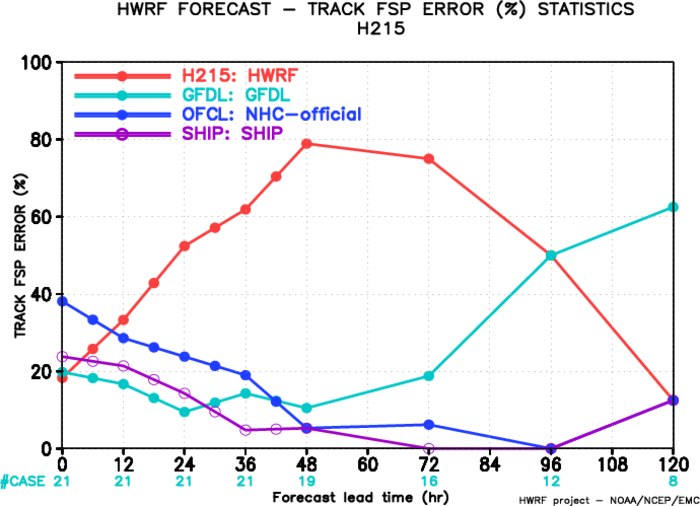 HWRF FORECAST – TRACK FSP ERROR (%) STATISTICS
H215
H215: HWRF
GFDL: GFDL
OFCL: NHC–official
SHIP: SHIP
TRACK FSP ERROR (%)
100
80
60
40
20
0
0 12 24 36 48 60 72 84 96 108 120
#CASE 21 21 21 21 19 16 12 8
Forecast lead time (hr)
HWRF project – NOAA/NCEP/EMC